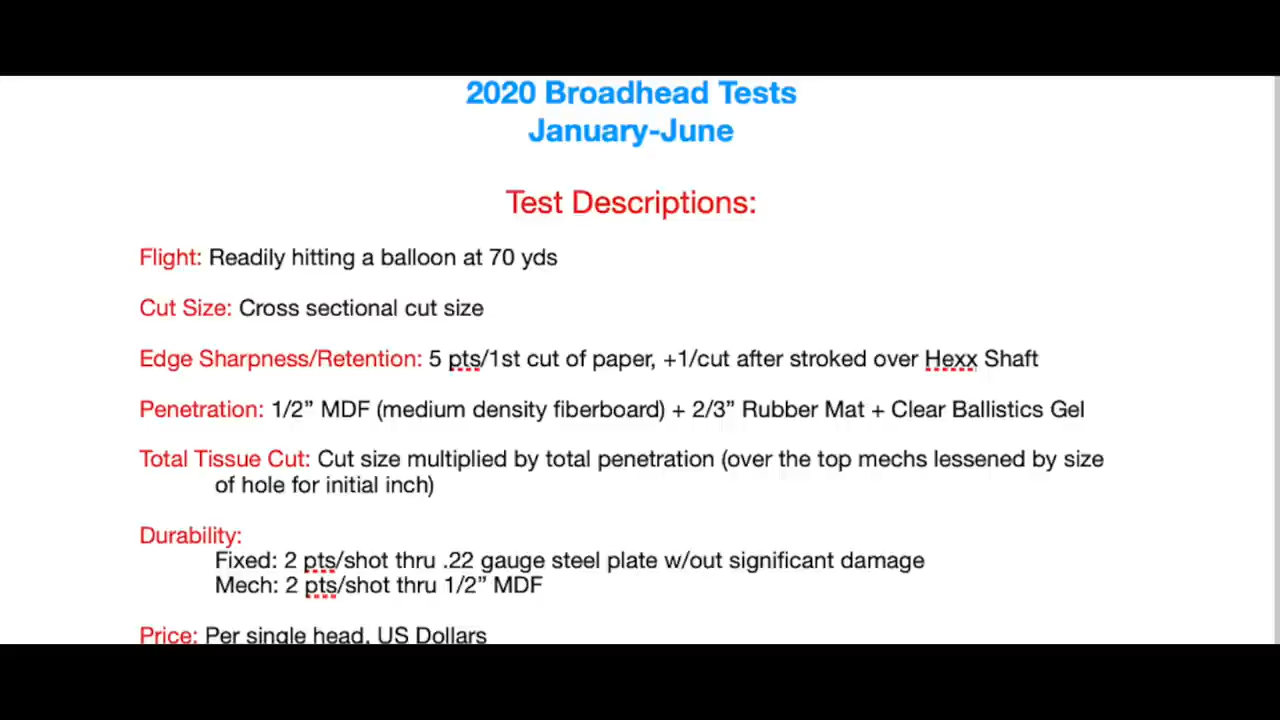 2020 Broadhead Tests
January-June
Test Descriptions:
Flight: Readily hitting a balloon at 70 yds
Cut Size: Cross sectional cut size
Edge Sharpness/Retention: 5 pts/1st cut of paper, +1/cut after stroked over Hexx Shaft
Penetration: 1/2” MDF (medium density fiberboard) + 2/3” Rubber Mat + Clear Ballistics Gel
Total Tissue Cut: Cut size multiplied by total penetration (over the top mechs lessened by size
of hole for initial inch)
Durability:
Fixed: 2 pts/shot thru .22 gauge steel plate w/out significant damage
Mech: 2 pts/shot thru 1/2” MDF
Price: Per single head, US Dollars